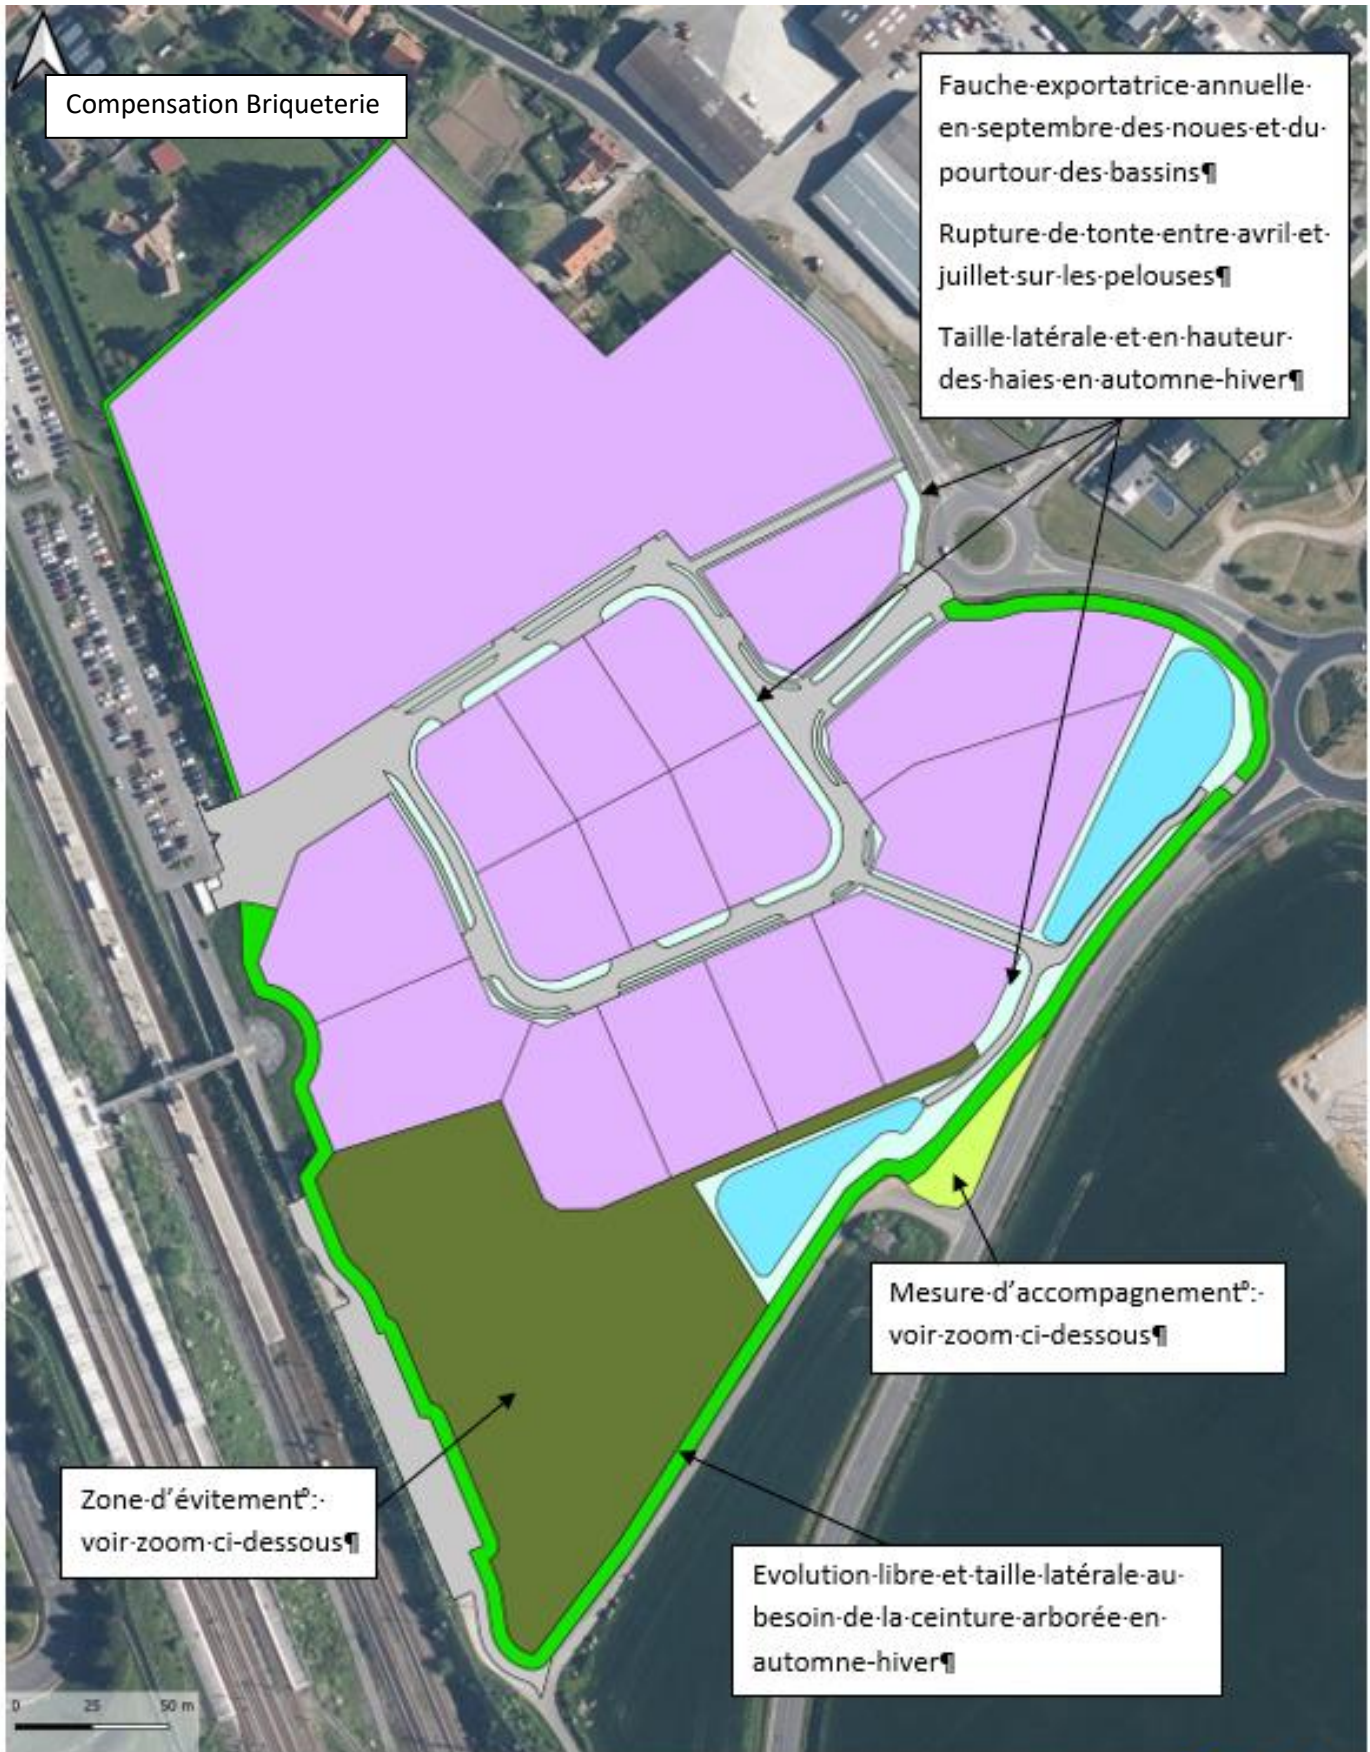 Compensation Briqueterie
Fauche·exportatrice·annuelle·
en·septembre·des·noues·et·du·
pourtour·des·bassins¶
Rupture·de·tonte·entre·avril·et·
juillet·sur·les·pelouses¶
Taille·latérale·et·en·hauteur·
des·haies·en·automne-hiver¶
Mesure·d’accompagnement°:·
voir·zoom·ci-dessous¶
Zone·d’évitement°:·
voir·zoom·ci-dessous¶
Evolution·libre·et·taille·latérale·au·
besoin·de·la·ceinture·arborée·en·
automne-hiver¶
0 25 50 m